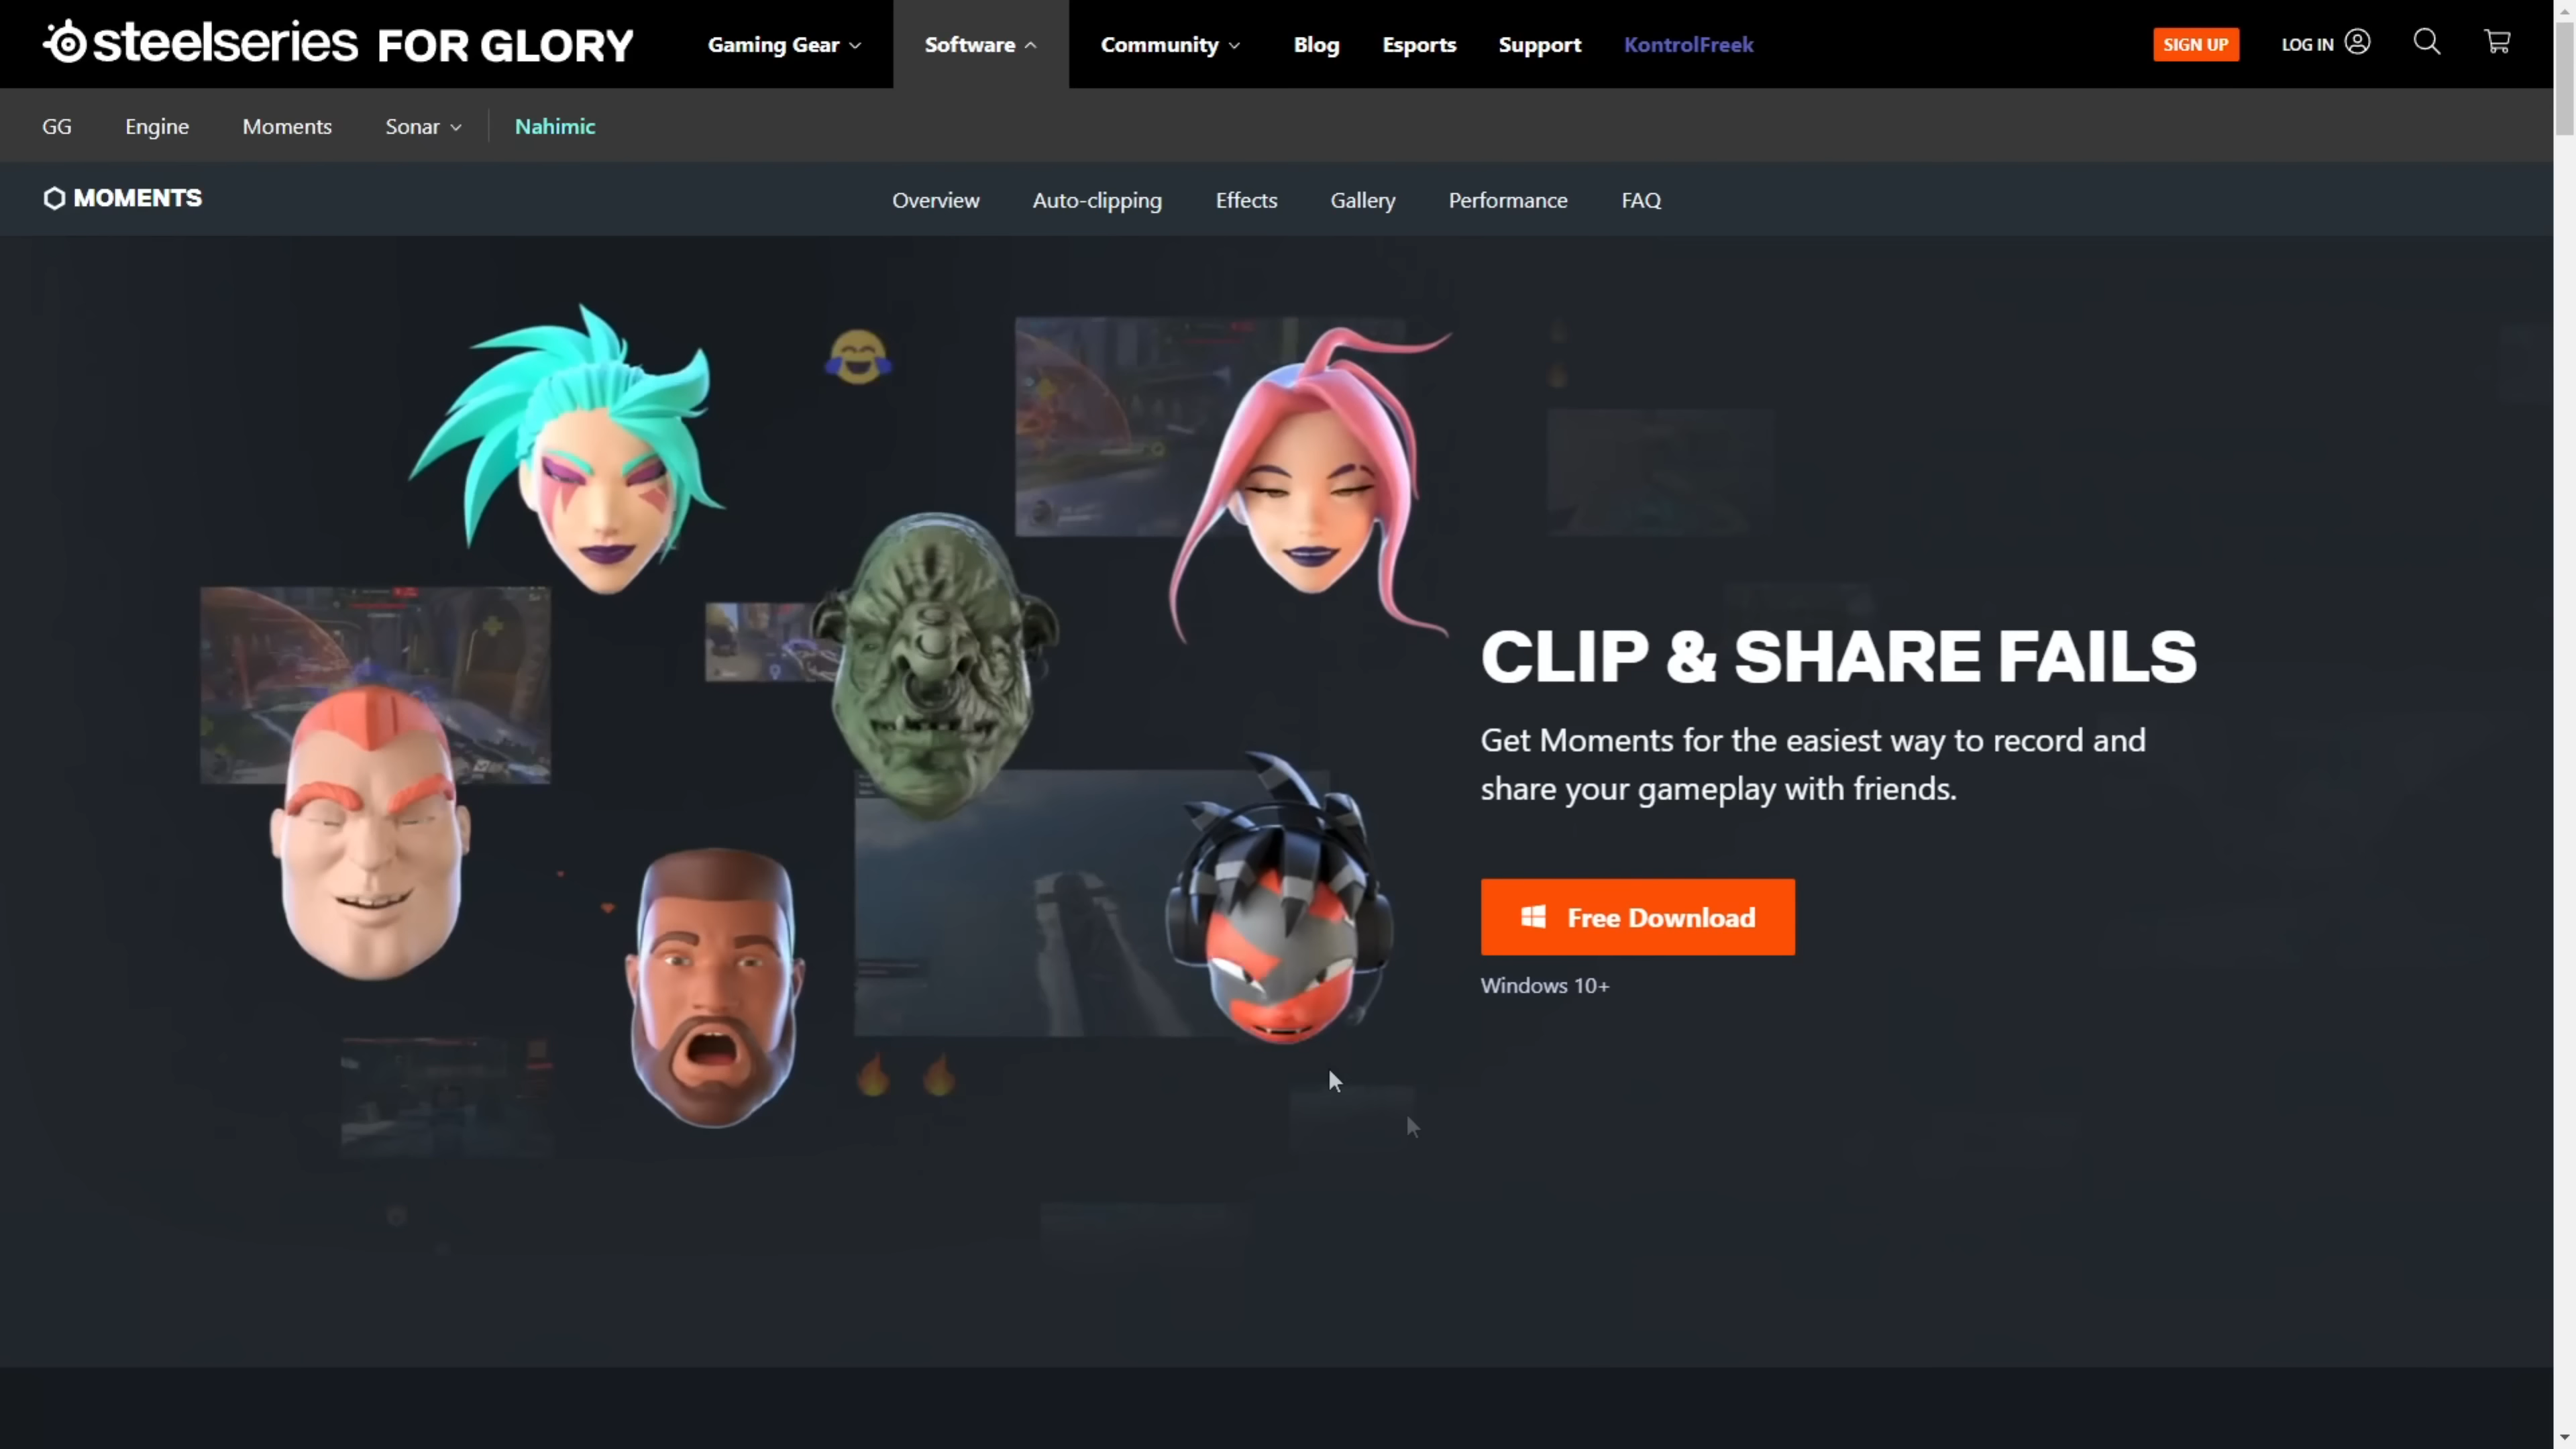 steelseries FOR GLORY
Gaming Gear
Software
Community
Blog
Esports
Support
KontrolFreek
SIGN UP
LOG IN
GG
Engine
Moments
Sonar
Nahimic
MOMENTS
Overview
Auto-clipping
Effects
Gallery
Performance
FAQ
CLIP & SHARE FAILS
Get Moments for the easiest way to record and
share your gameplay with friends.
Free Download
Windows 10+